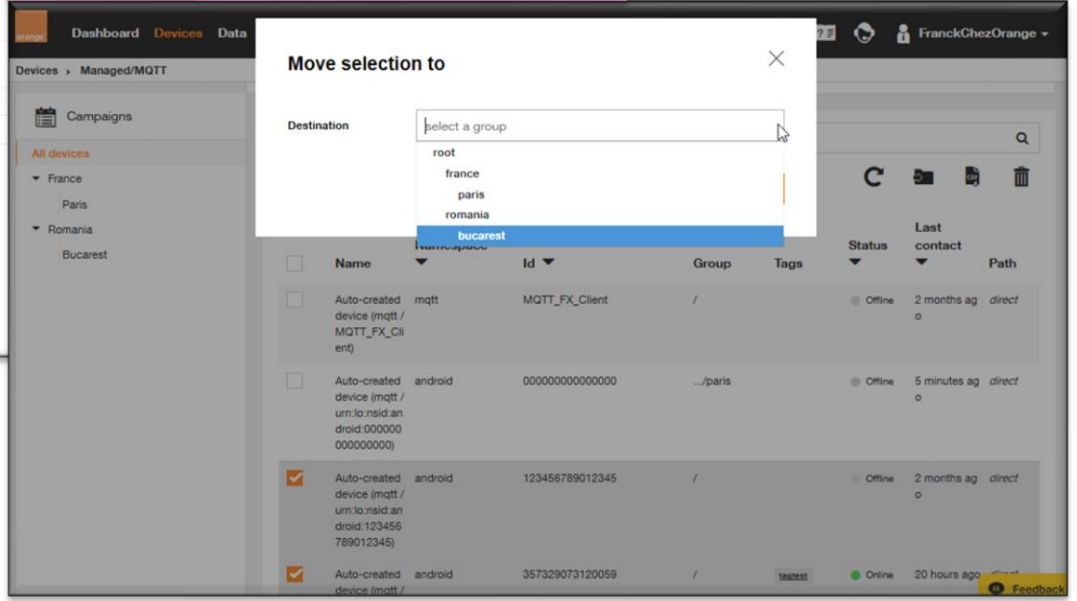 orange
Dashboard Devices Data
FranckChezOrange
Devices › Managed/MQTT
Move selection to
Destination
select a group
root
france
paris
romania
bucarest
Campaigns
All devices
France
Paris
Romania
Bucarest
CSV
Name
Namespace
Id
Group
Tags
Status
Last
contact
Path
Auto-created
device (mqtt /
MQTT_FX_Cli
ent)
mqtt
MQTT_FX_Client
/
Offline
2 months ag
o
direct
Auto-created
device (mqtt /
urn:lo:nsid:an
droid:000000
000000000)
android
000000000000000
.../paris
Offline
5 minutes ag
o
direct
Auto-created
device (mqtt /
urn:lo:nsid:an
droid:123456
789012345)
android
123456789012345
/
Offline
2 months ag
o
direct
Auto-created
device (mqtt /
android
357329073120059
/
tagtest
Online
20 hours ago
Feedback